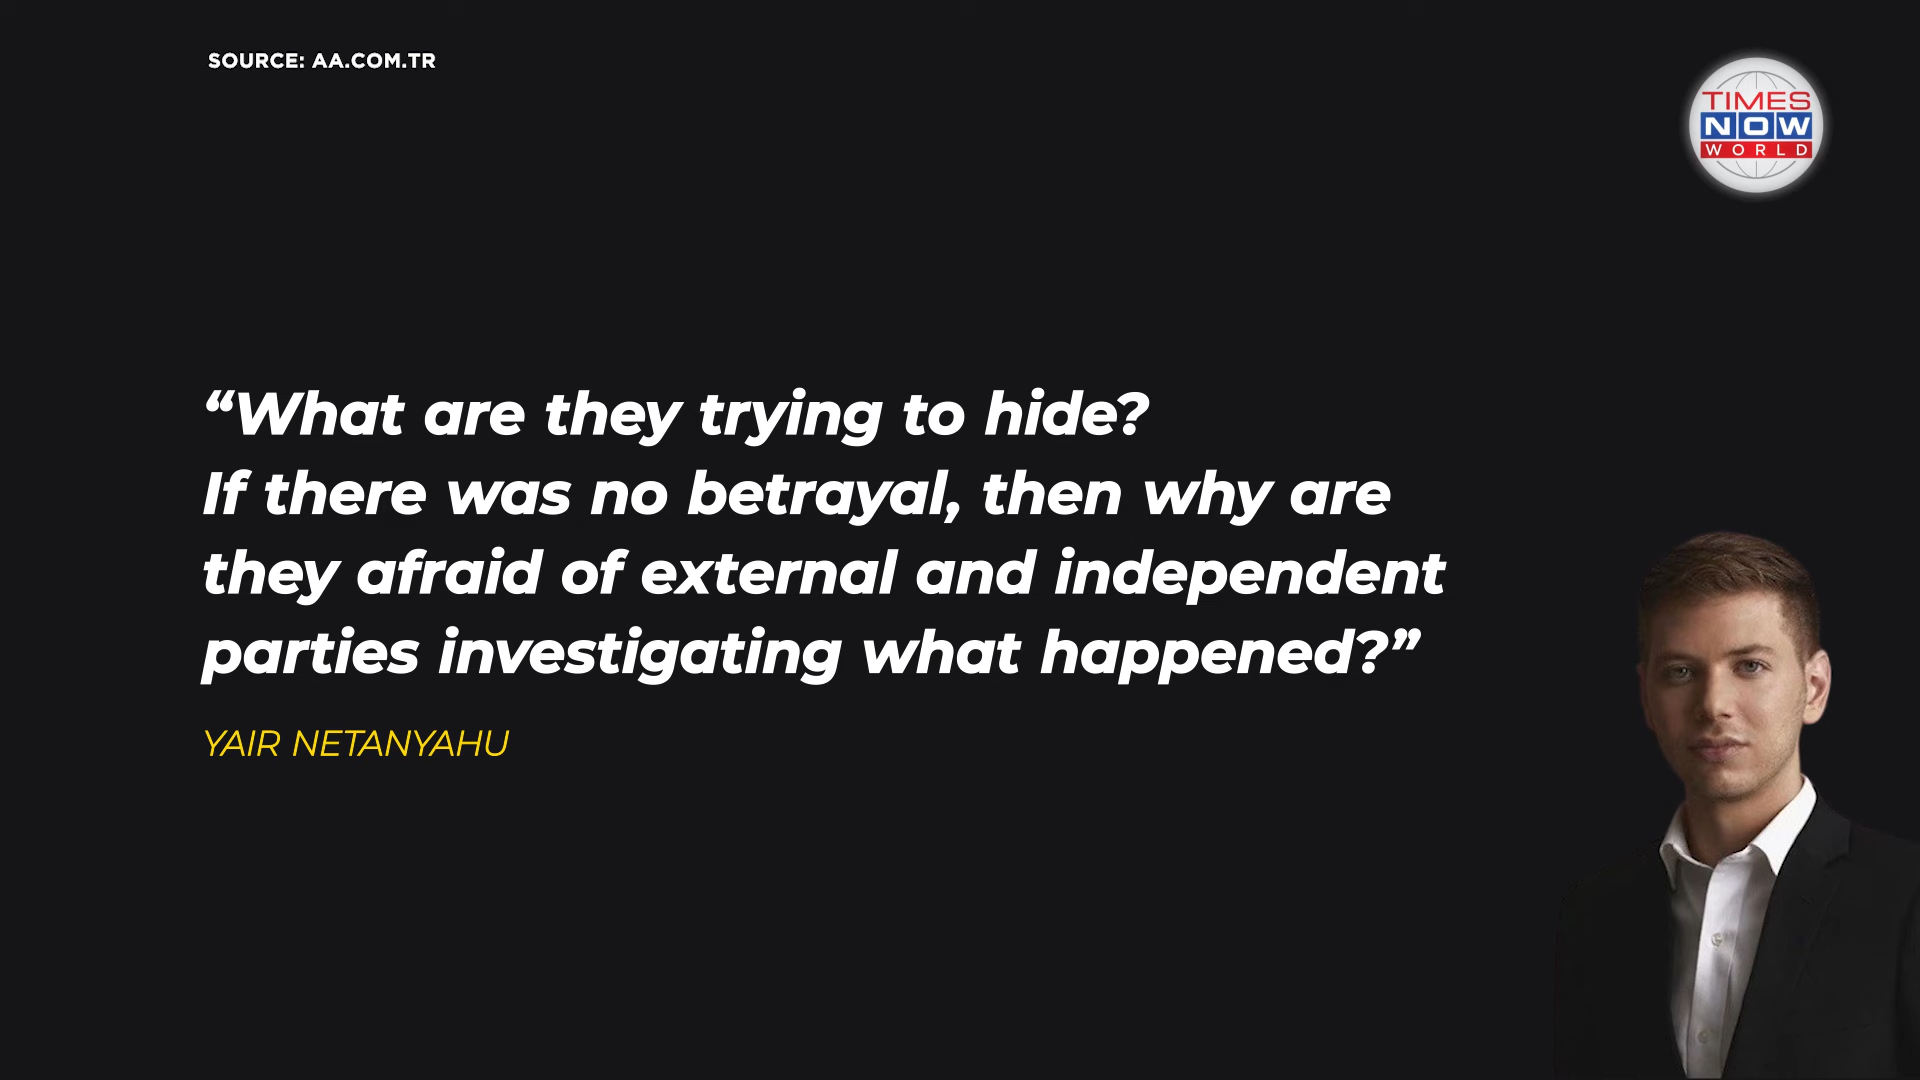 SOURCE: AA.COM.TR
TIMES
NOW
WORLD
“What are they trying to hide?
If there was no betrayal, then why are
they afraid of external and independent
parties investigating what happened?”
YAIR NETANYAHU